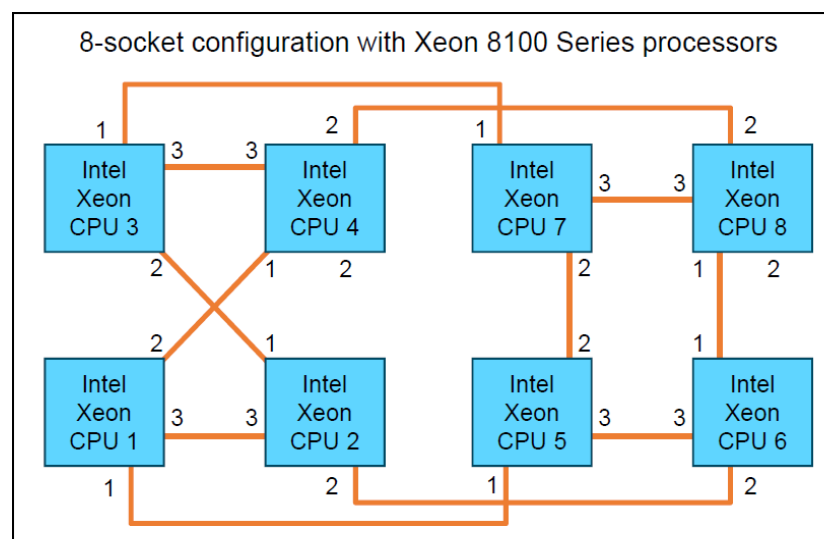 8-socket configuration with Xeon 8100 Series processors
1 2 1 2
Intel Xeon CPU 3
3 3
Intel Xeon CPU 4
Intel Xeon CPU 7
3 3
Intel Xeon CPU 8
2 1 2 2 1 2
2 1 2 1
Intel Xeon CPU 1
3 3
Intel Xeon CPU 2
Intel Xeon CPU 5
3 3
Intel Xeon CPU 6
1 2 1 2